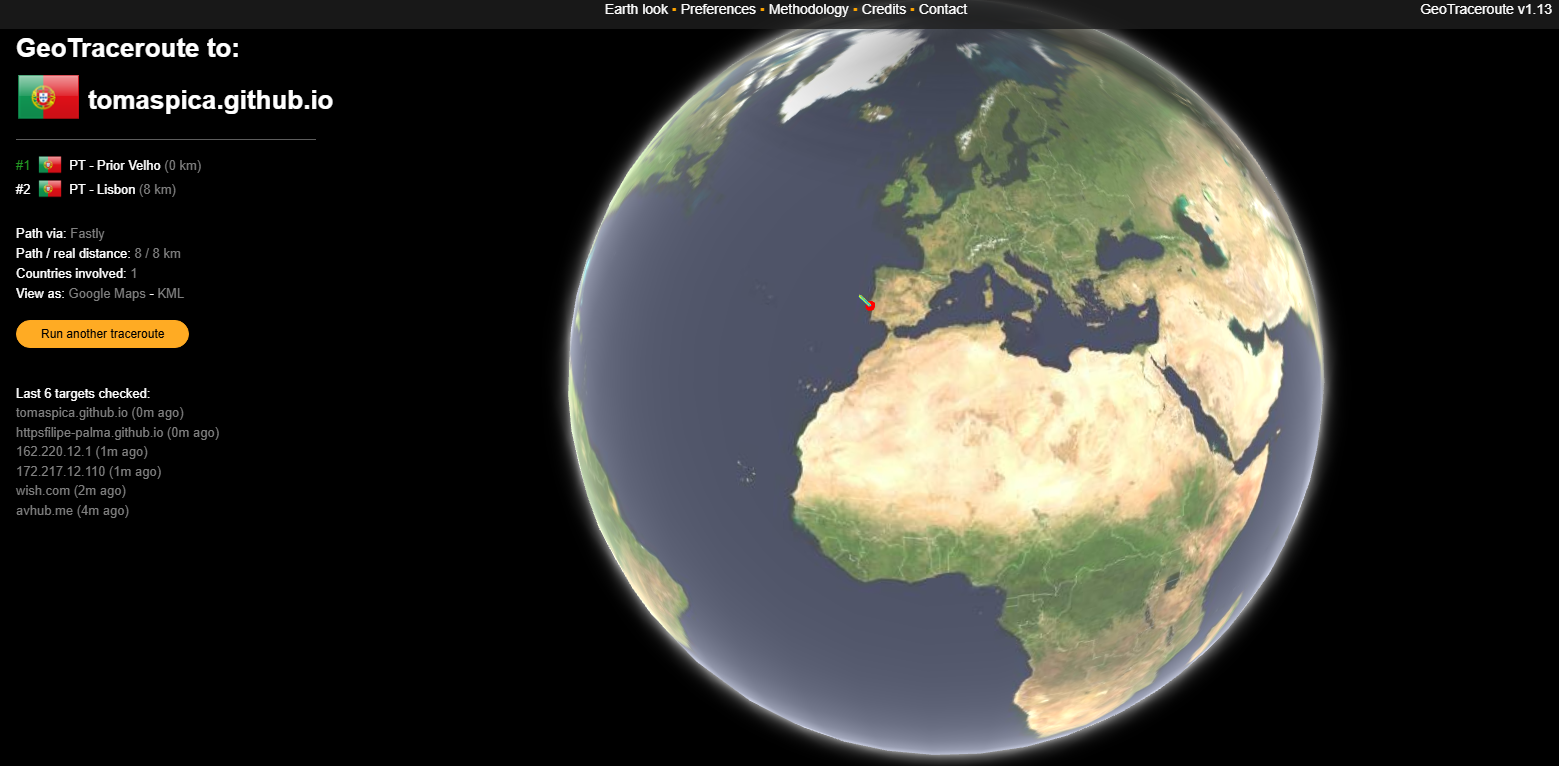 Earth look ▪ Preferences ▪ Methodology ▪ Credits ▪ Contact
GeoTraceroute v1.13
GeoTraceroute to:
tomaspica.github.io
#1 PT - Prior Velho (0 km)
#2 PT - Lisbon (8 km)
Path via: Fastly
Path / real distance: 8 / 8 km
Countries involved: 1
View as: Google Maps - KML
Run another traceroute
Last 6 targets checked:
tomaspica.github.io (0m ago)
httpsfilipe-palma.github.io (0m ago)
162.220.12.1 (1m ago)
172.217.12.110 (1m ago)
wish.com (2m ago)
avhub.me (4m ago)